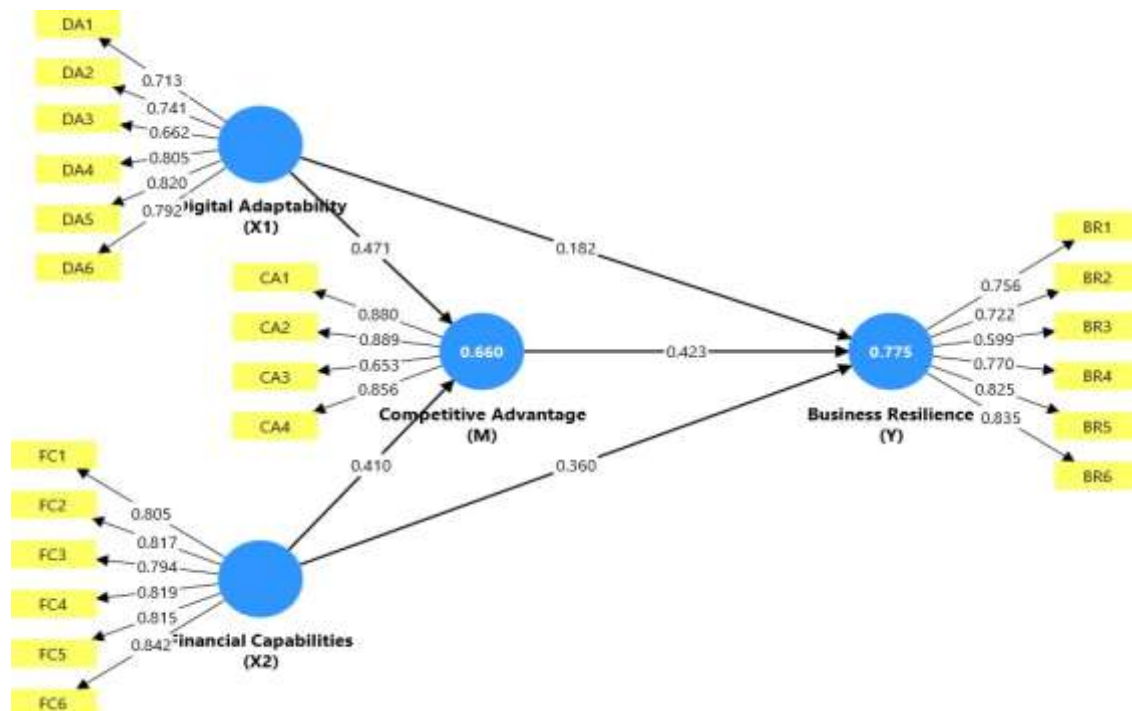 DA1
DA2
DA3
DA4
DA5
DA6
0.713
0.741
0.662
0.805
0.820
0.792
igital Adaptability
(X1)
0.471
0.182
CA1
CA2
CA3
CA4
0.880
0.889
0.653
0.856
0.660
Competitive Advantage
(M)
0.423
0.775
Business Resilience
(Y)
BR1
BR2
BR3
BR4
BR5
BR6
0.756
0.722
0.599
0.770
0.825
0.835
0.410
0.360
FC1
FC2
FC3
FC4
FC5
FC6
0.805
0.817
0.794
0.819
0.815
0.842
inancial Capabilities
(X2)